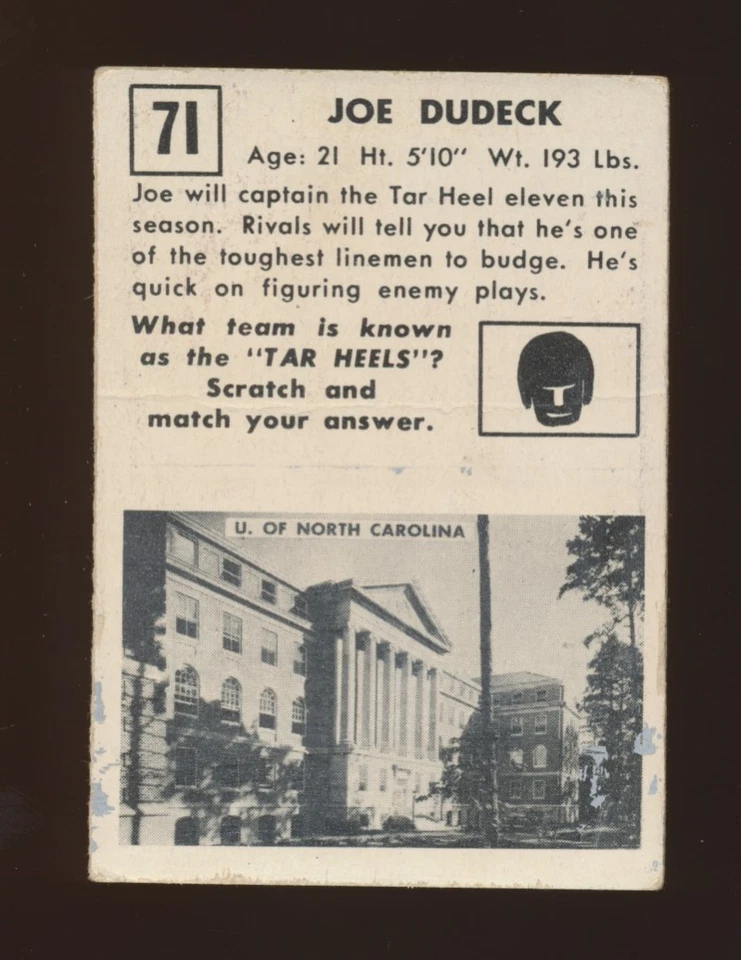 71
JOE DUDECK
Age: 21 Ht. 5'10" Wt. 193 Lbs.
Joe will captain the Tar Heel eleven this
season. Rivals will tell you that he's one
of the toughest linemen to budge. He's
quick on figuring enemy plays.
What team is known
as the "TAR HEELS"?
Scratch and
match your answer.
U. OF NORTH CAROLINA